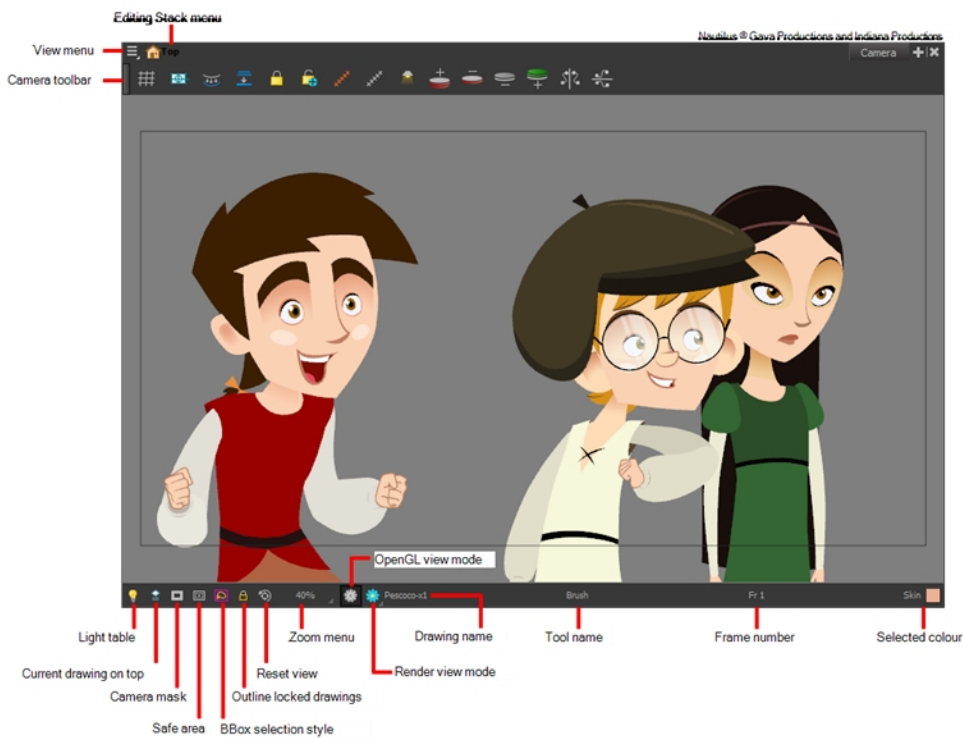 Editing Stack menu
Nautilus ® Gava Productions and Indiana Productions
View menu
Top
Camera
Camera toolbar
OpenGL view mode
40%
Pescoco-x1
Brush
Fr 1
Skin
Light table
Zoom menu
Drawing name
Tool name
Frame number
Selected colour
Current drawing on top
Reset view
Render view mode
Camera mask
Outline locked drawings
Safe area
BBox selection style